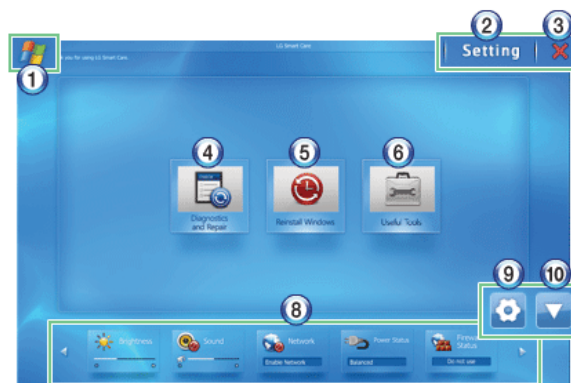 ② ③
LG Smart Care
Setting
you for using LG Smart Care.
①
④ ⑤ ⑥
Diagnostics
and Repair
Reinstall Windows
Useful Tools
⑨ ⑩
⑧
Brightness
Sound
Network
Enable Network
Power Status
Balanced
Firewall
Status
Do not use